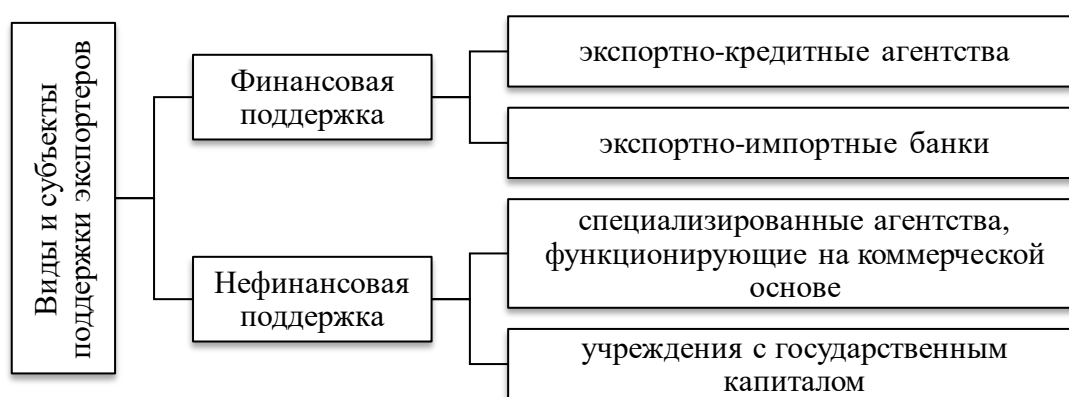 Виды и субъекты
поддержки экспортеров
Финансовая
поддержка
экспортно-кредитные агентства
экспортно-импортные банки
Нефинансовая
поддержка
специализированные агентства,
функционирующие на коммерческой
основе
учреждения с государственным
капиталом